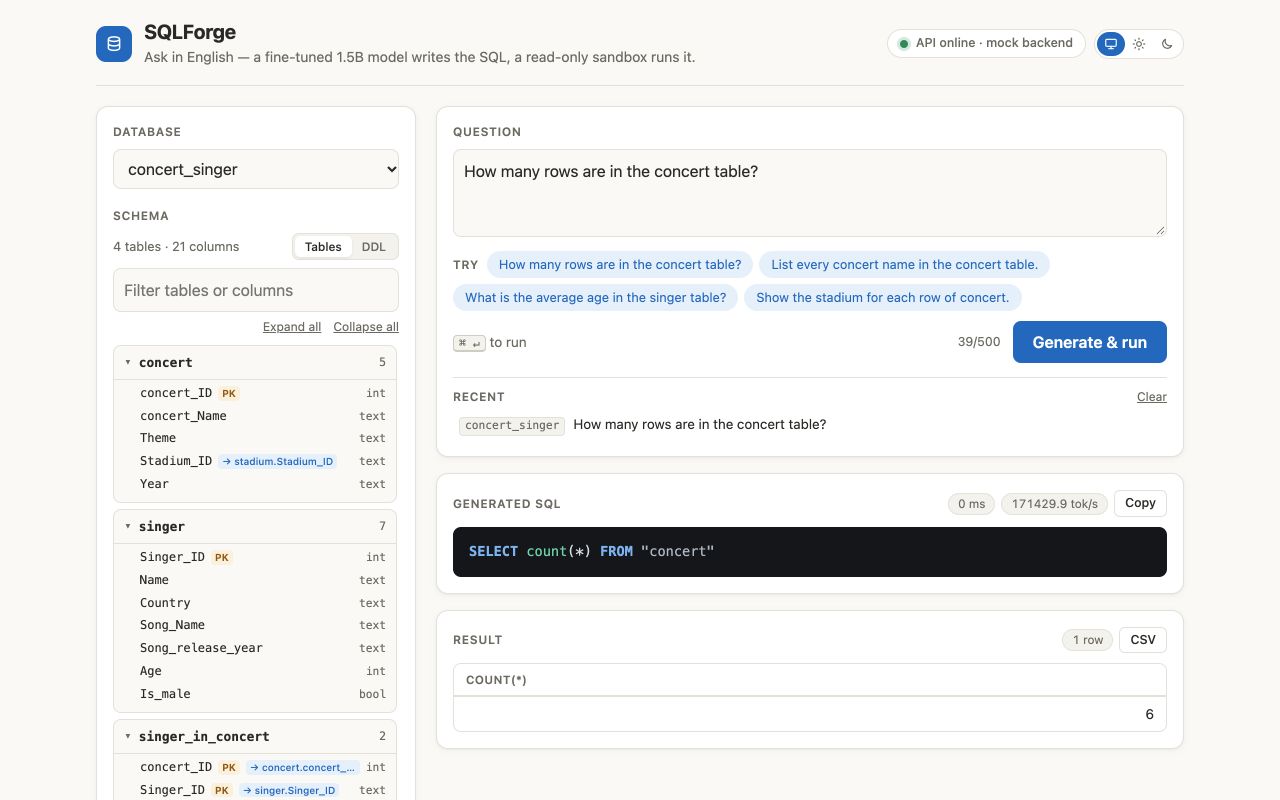 SQLForge
Ask in English — a fine-tuned 1.5B model writes the SQL, a read-only sandbox runs it.
API online · mock backend
DATABASE
concert_singer
SCHEMA
4 tables · 21 columns
Tables
DDL
Filter tables or columns
Expand all
Collapse all
▾ concert 5
concert_ID PK int
concert_Name text
Theme text
Stadium_ID → stadium.Stadium_ID text
Year text
▾ singer 7
Singer_ID PK int
Name text
Country text
Song_Name text
Song_release_year text
Age int
Is_male bool
▾ singer_in_concert 2
concert_ID PK → concert.concert_... int
Singer_ID PK → singer.Singer_ID text
QUESTION
How many rows are in the concert table?
TRY
How many rows are in the concert table?
List every concert name in the concert table.
What is the average age in the singer table?
Show the stadium for each row of concert.
⌘ ↵ to run
39/500
Generate & run
RECENT
Clear
concert_singer How many rows are in the concert table?
GENERATED SQL
0 ms
171429.9 tok/s
Copy
SELECT count(*) FROM "concert"
RESULT
1 row
CSV
COUNT(*)
6